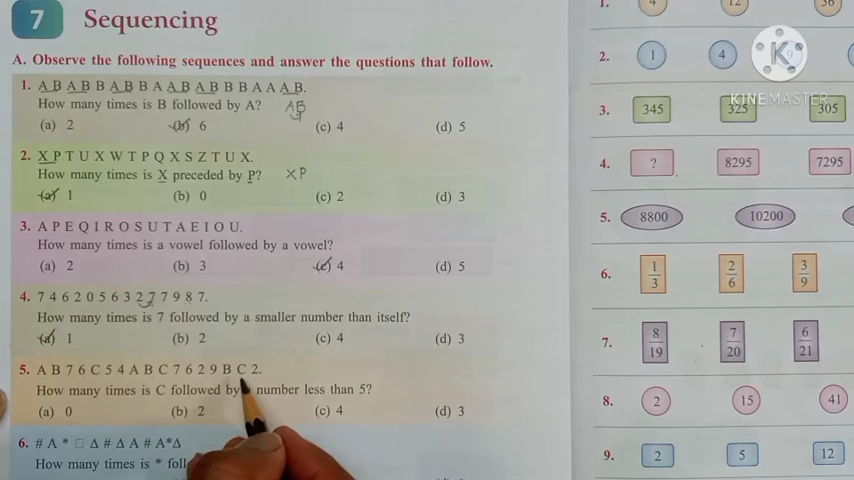 7 Sequencing
A. Observe the following sequences and answer the questions that follow.
1. A B A B B A B B A A B A B B B A A A B.
How many times is B followed by A? AB
(a) 2 (b) 6 (c) 4 (d) 5
2. X P T U X W T P Q X S Z T U X.
How many times is X preceded by P? XP
(a) 1 (b) 0 (c) 2 (d) 3
3. A P E Q I R O S U T A E I O U.
How many times is a vowel followed by a vowel?
(a) 2 (b) 3 (c) 4 (d) 5
4. 7 4 6 2 0 5 6 3 2 7 7 9 8 7.
How many times is 7 followed by a smaller number than itself?
(a) 1 (b) 2 (c) 4 (d) 3
5. A B 7 6 C 5 4 A B C 7 6 2 9 B C 2.
How many times is C followed by number less than 5?
(a) 0 (b) 2 (c) 4 (d) 3
6. # A * □ Δ # Δ A # A*Δ
How many times is * foll
1. 4 12 36
2. 1 4 9
KINEMASTER
3. 345 325 305
4. ? 8295 7295
5. 8800 10200
6. 1/3 2/6 3/9
7. 8/19 7/20 6/21
8. 2 15 41
9. 2 5 12